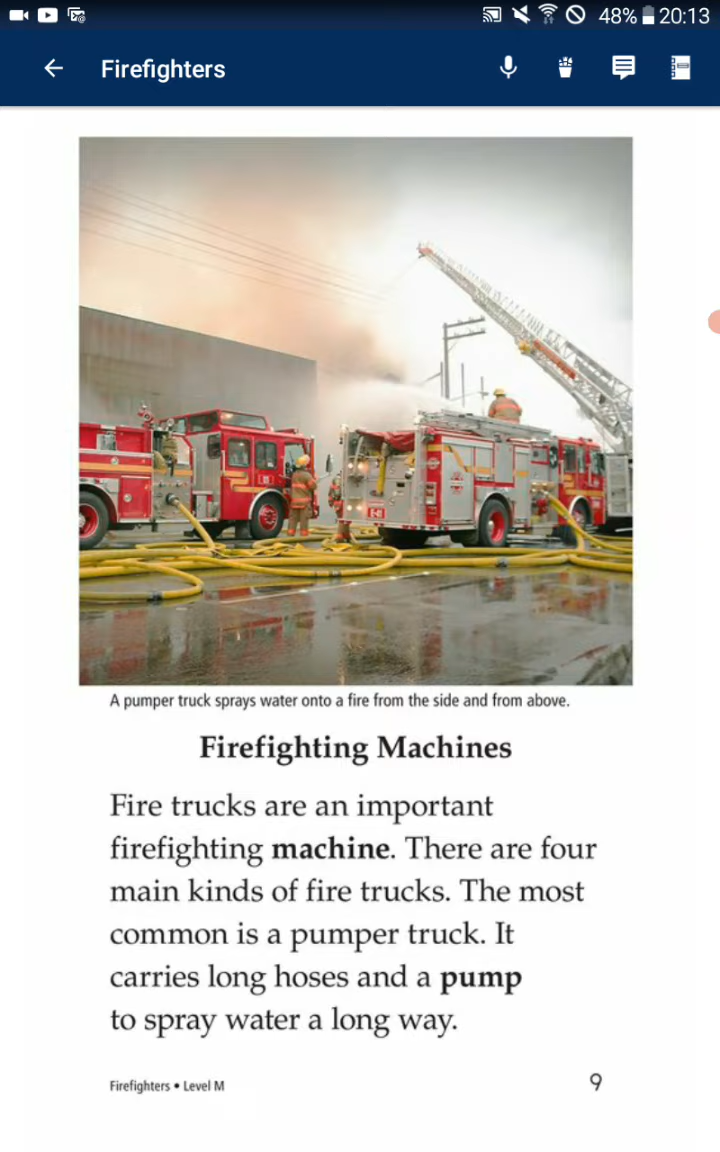 48% 20:13
Firefighters
A pumper truck sprays water onto a fire from the side and from above.
Firefighting Machines
Fire trucks are an important
firefighting machine. There are four
main kinds of fire trucks. The most
common is a pumper truck. It
carries long hoses and a pump
to spray water a long way.
Firefighters • Level M
9